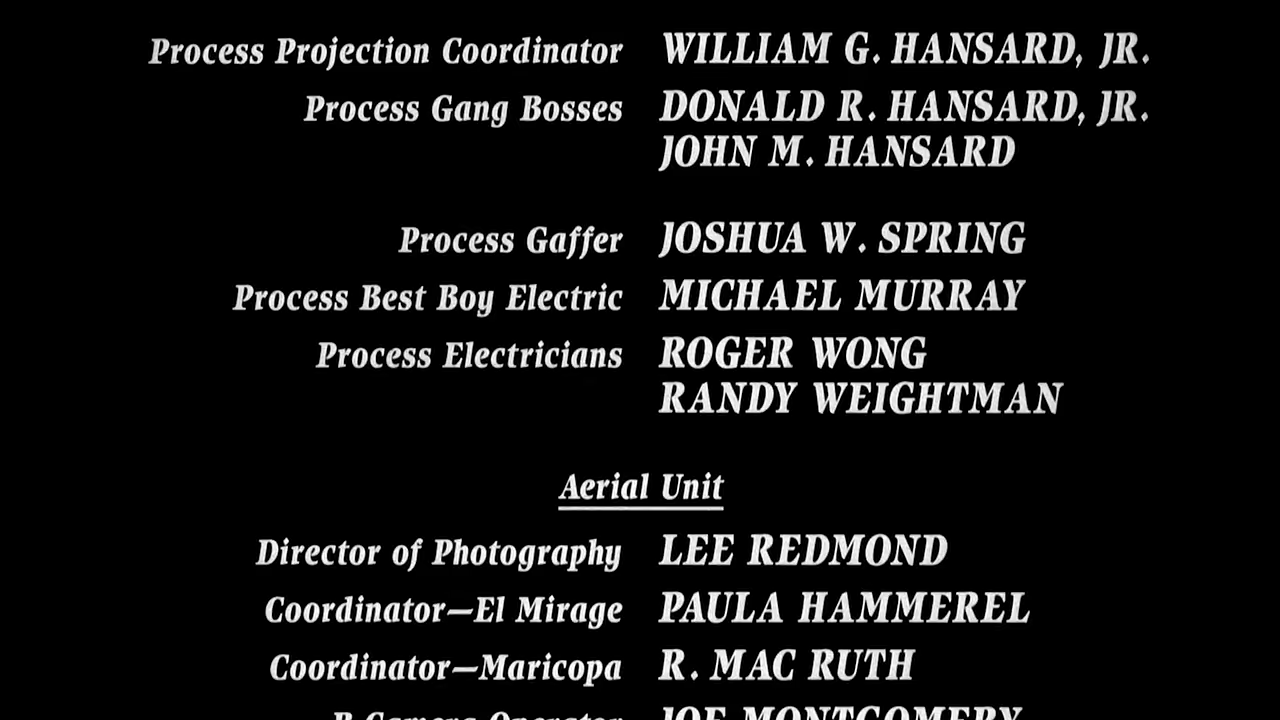 Process Projection Coordinator WILLIAM G. HANSARD, JR.
Process Gang Bosses DONALD R. HANSARD, JR.
JOHN M. HANSARD
Process Gaffer JOSHUA W. SPRING
Process Best Boy Electric MICHAEL MURRAY
Process Electricians ROGER WONG
RANDY WEIGHTMAN
Aerial Unit
Director of Photography LEE REDMOND
Coordinator—El Mirage PAULA HAMMEREL
Coordinator—Maricopa R. MAC RUTH
B Camera Operator JOE MONTGOMERY